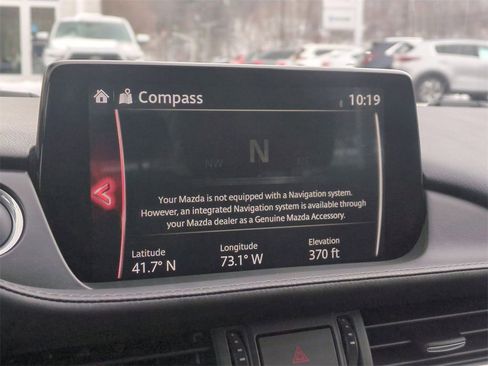 Compass
10:19
N
NW
NE
Your Mazda is not equipped with a Navigation system.
However, an integrated Navigation system is available through
your Mazda dealer as a Genuine Mazda Accessory.
Latitude Longitude Elevation
41.7° N 73.1° W 370 ft